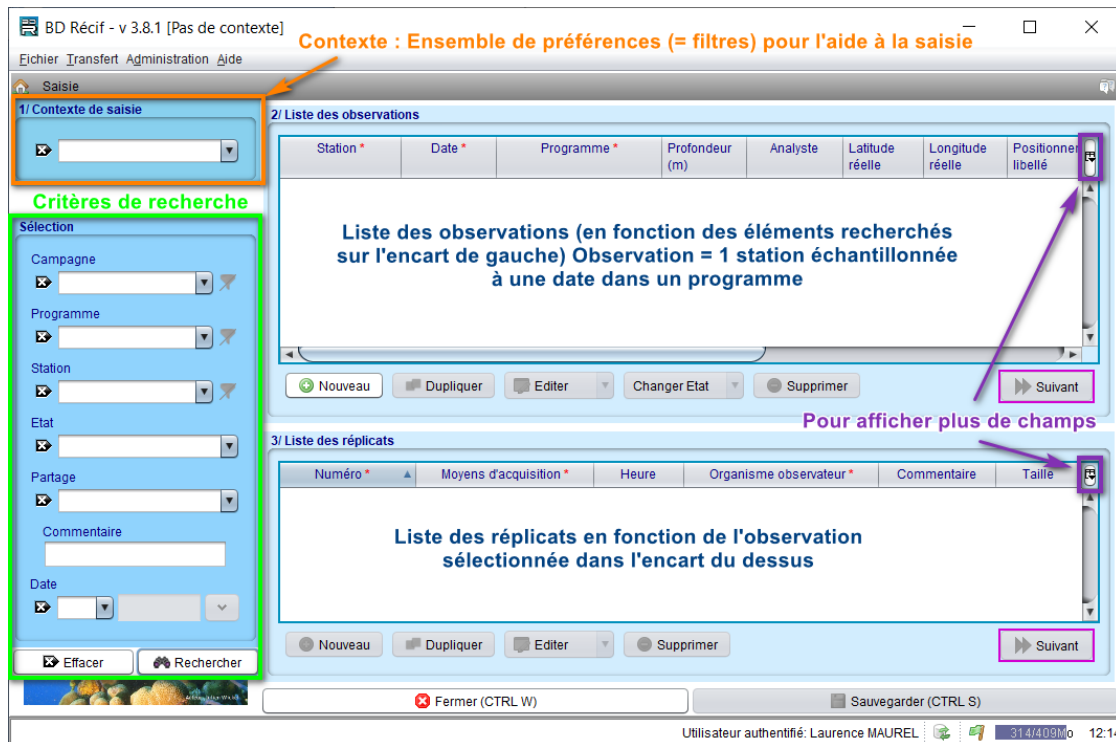 BD Récif - v 3.8.1 [Pas de contexte]
Contexte : Ensemble de préférences (= filtres) pour l'aide à la saisie
Fichier Transfert Administration Aide
Saisie
1/ Contexte de saisie
Critères de recherche
Sélection
Campagne
Programme
Station
Etat
Partage
Commentaire
Date
Effacer Rechercher
2/ Liste des observations
Station * Date * Programme * Profondeur (m) Analyste Latitude réelle Longitude réelle Positionnem libellé
Liste des observations (en fonction des éléments recherchés
sur l'encart de gauche) Observation = 1 station échantillonnée
à une date dans un programme
Nouveau Dupliquer Editer Changer Etat Supprimer Suivant
Pour afficher plus de champs
3/ Liste des réplicats
Numéro * Moyens d'acquisition * Heure Organisme observateur * Commentaire Taille
Liste des réplicats en fonction de l'observation
sélectionnée dans l'encart du dessus
Nouveau Dupliquer Editer Supprimer Suivant
Fermer (CTRL W) Sauvegarder (CTRL S)
Utilisateur authentifié: Laurence MAUREL 314/409Mo 12:14